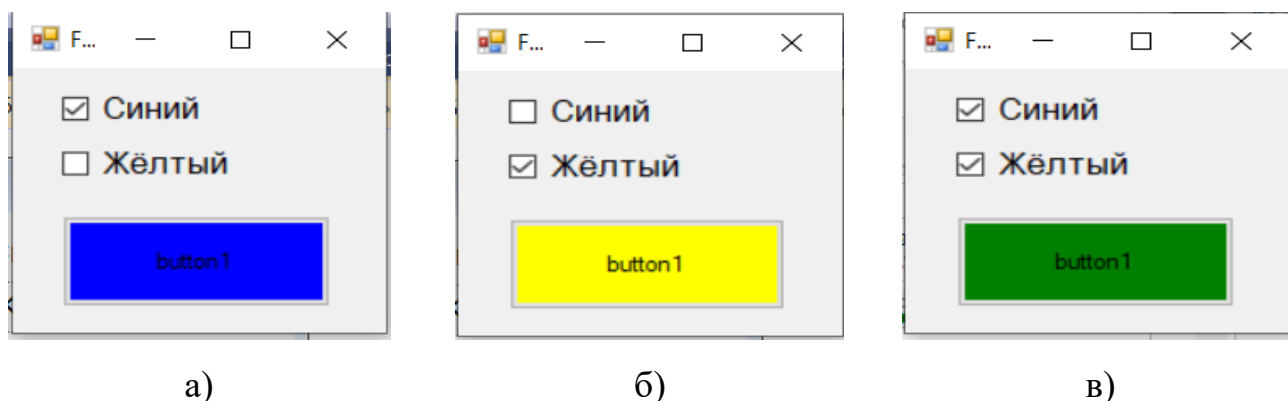 F...
Синий
Жёлтый
button1
а)
F...
Синий
Жёлтый
button1
б)
F...
Синий
Жёлтый
button1
в)